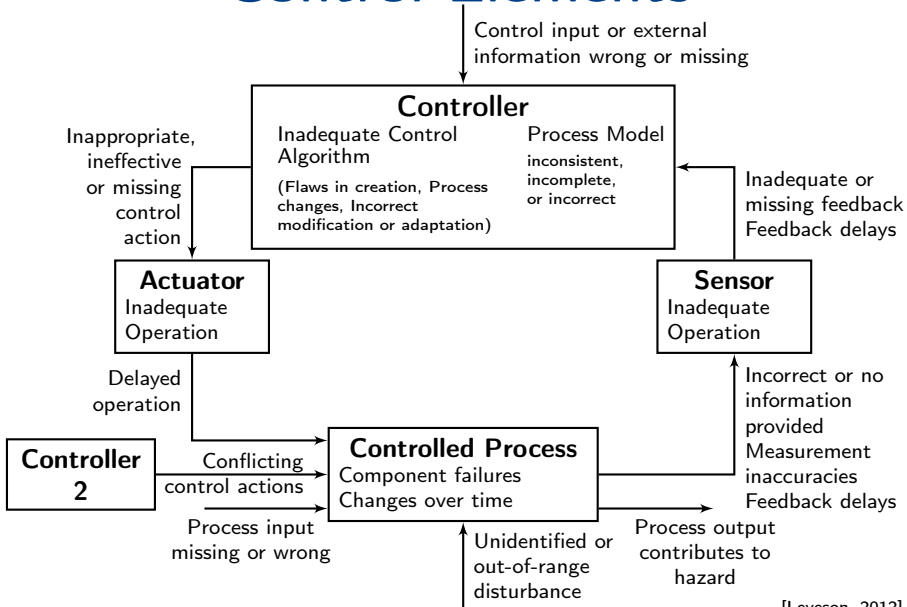 Control Elements
Control input or external
information wrong or missing
Controller
Inadequate Control
Algorithm
(Flaws in creation, Process
changes, Incorrect
modification or adaptation)
Process Model
inconsistent,
incomplete,
or incorrect
Inappropriate,
ineffective
or missing
control
action
Inadequate or
missing feedback
Feedback delays
Actuator
Inadequate
Operation
Sensor
Inadequate
Operation
Delayed
operation
Incorrect or no
information
provided
Measurement
inaccuracies
Feedback delays
Controller
2
Conflicting
control actions
Controlled Process
Component failures
Changes over time
Process input
missing or wrong
Unidentified or
out-of-range
disturbance
Process output
contributes to
hazard
[Leveson, 2012]